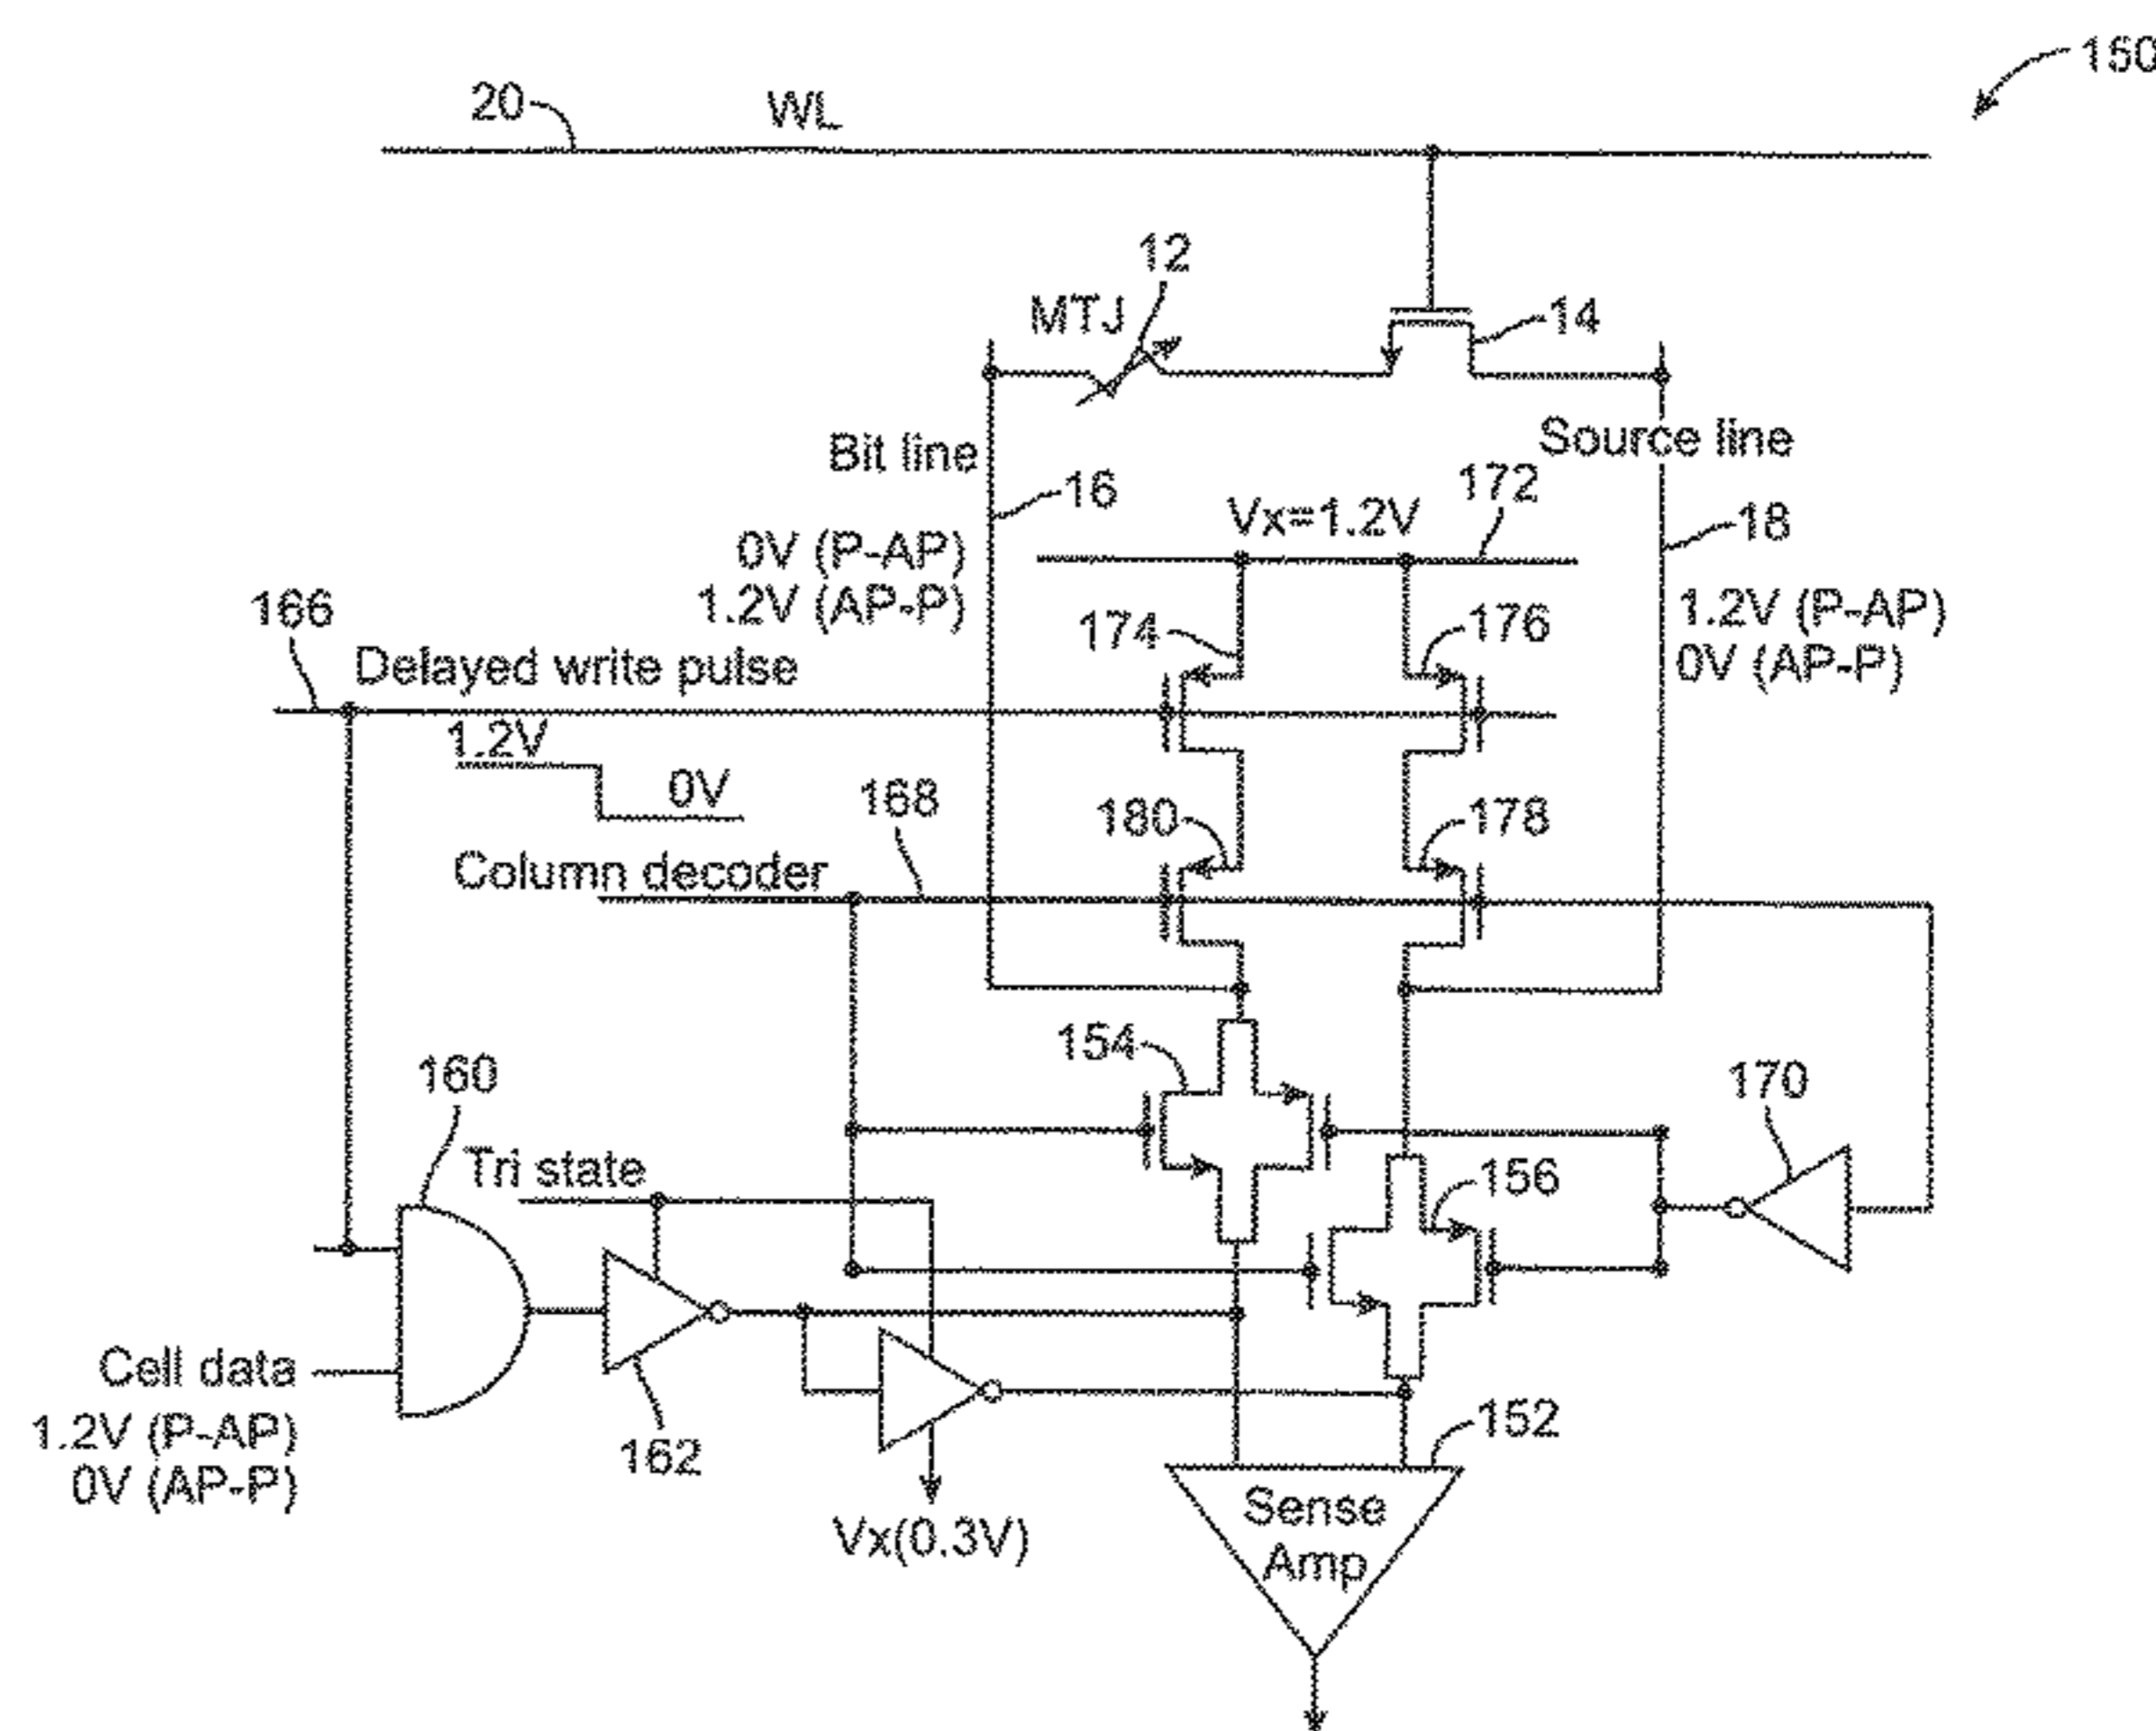 150
20
WL
12
MTJ
14
Bit line
Source line
16
172
Vx=1.2V
18
0V (P-AP)
1.2V (AP-P)
1.2V (P-AP)
0V (AP-P)
166
174
176
Delayed write pulse
1.2V
0V
168
180
178
Column decoder
154
160
170
Tri state
156
Cell data
1.2V (P-AP)
0V (AP-P)
162
152
Vx(0.3V)
Sense
Amp